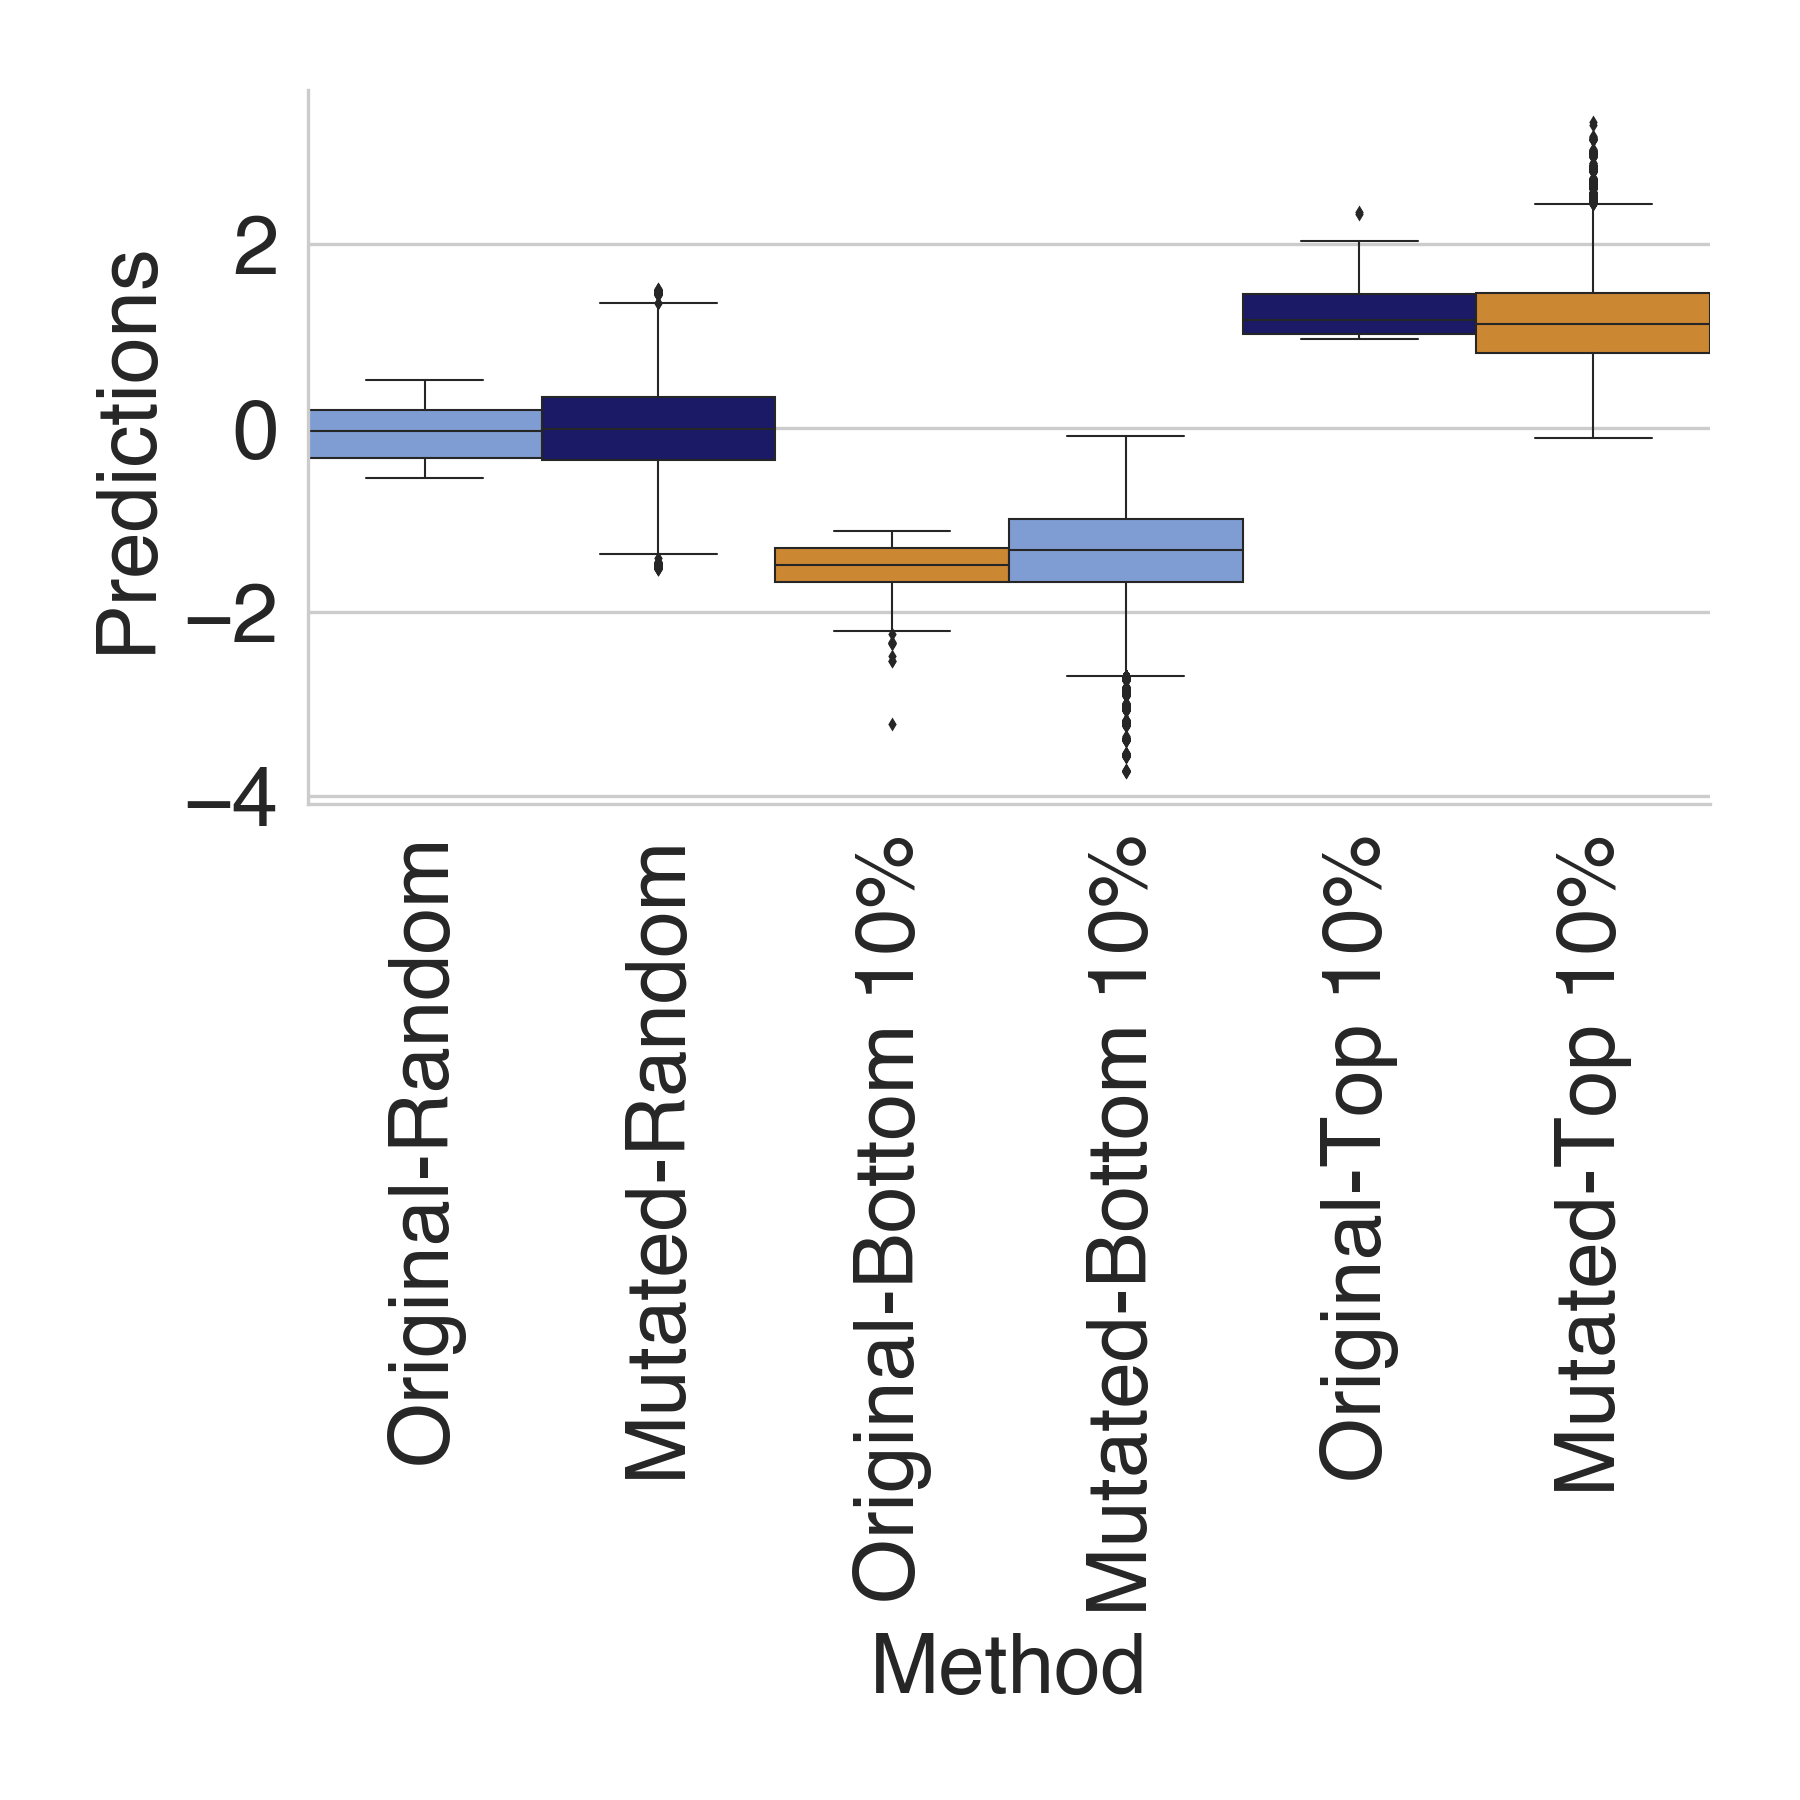 Predictions
2
0
−2
−4
Original-Random
Mutated-Random
Original-Bottom 10%
Mutated-Bottom 10%
Original-Top 10%
Mutated-Top 10%
Method